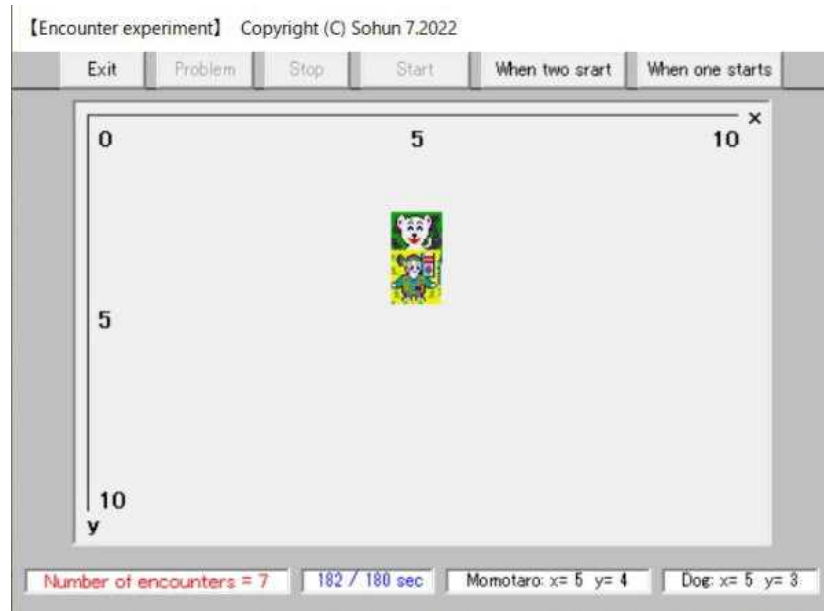 【Encounter experiment】 Copyright (C) Sohun 7.2022
Exit Problem Stop Start When two srart When one starts
x
0 5 10
5
10
y
Number of encounters = 7 182 / 180 sec Momotaro: x= 5 y= 4 Dog: x= 5 y= 3